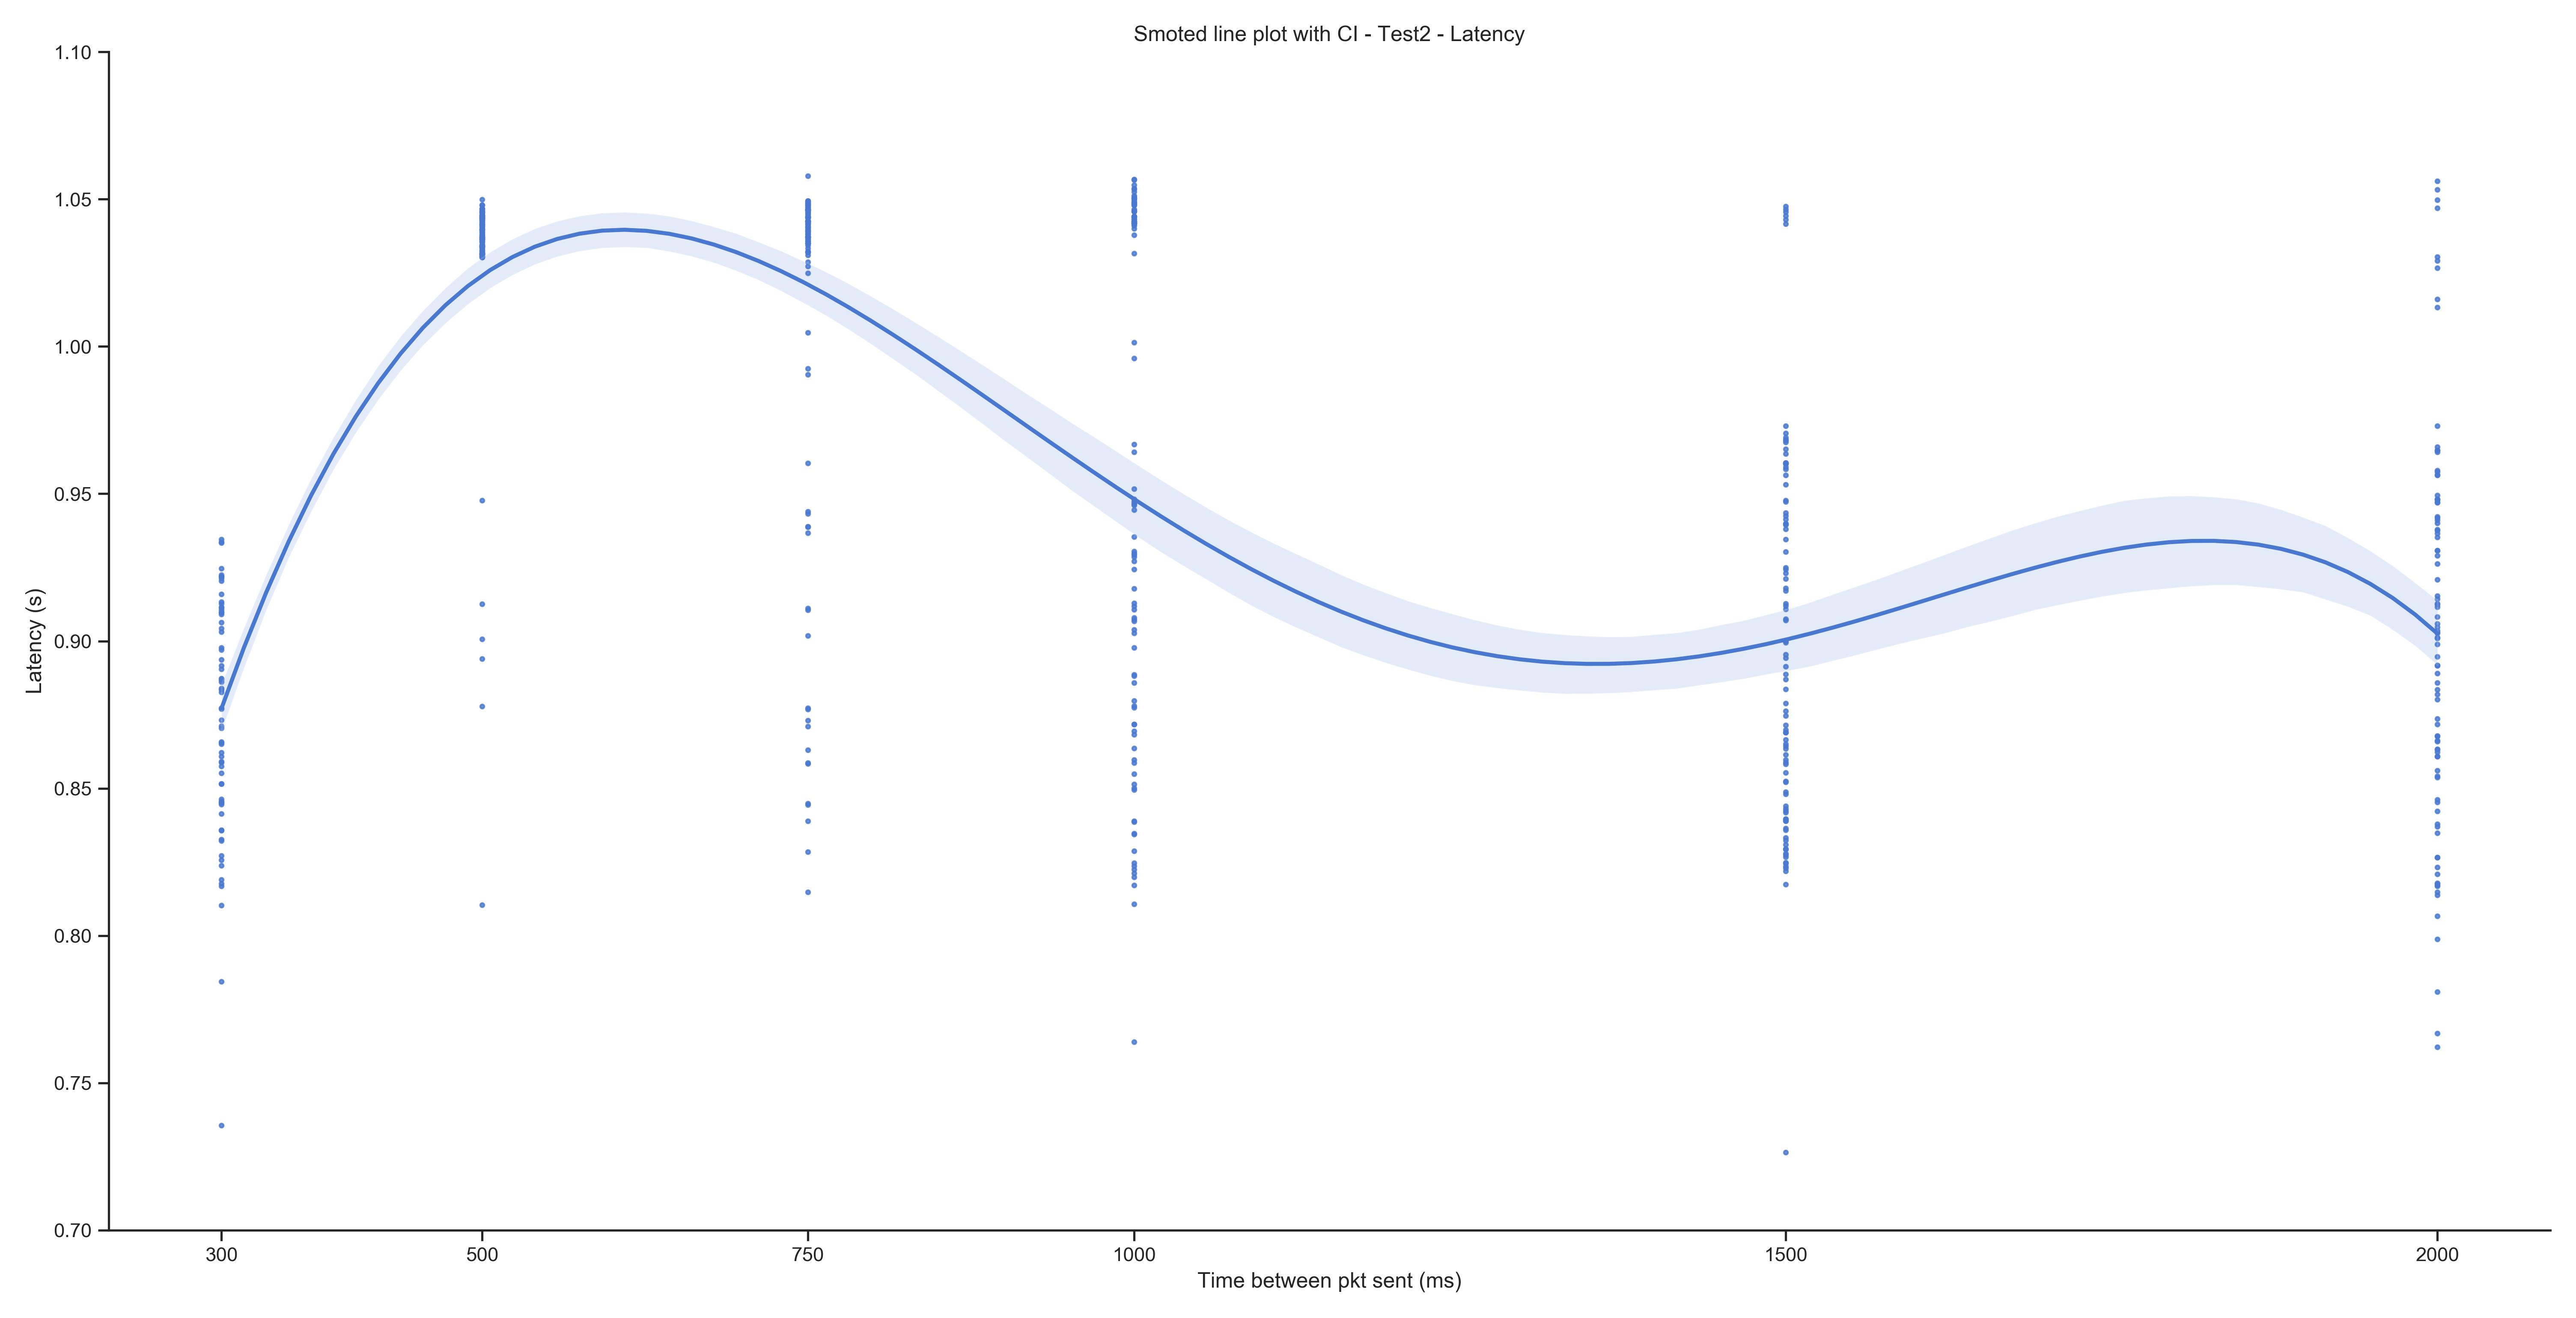 Smoted line plot with CI - Test2 - Latency
1.10
1.05
1.00
0.95
0.90
0.85
0.80
0.75
0.70
Latency (s)
300 500 750 1000 1500 2000
Time between pkt sent (ms)